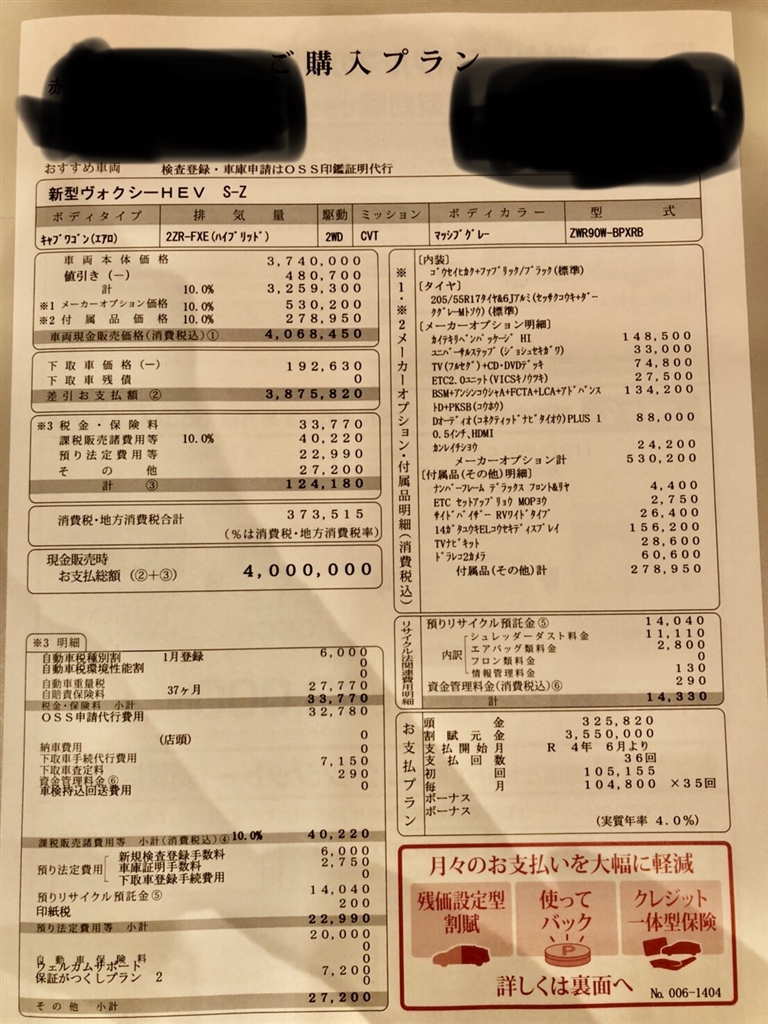 ご購入プラン
おすすめ車両 検査登録・車庫申請はOSS印鑑証明代行
新型ヴォクシーHEV S-Z
ボディタイプ 排気量 駆動 ミッション ボディカラー 型式
ｷｬﾌﾞﾜｺﾞﾝ(ｴｱﾛ) 2ZR-FXE(ﾊｲﾌﾞﾘｯﾄﾞ) 2WD CVT ﾏｯｼﾌﾞｸﾞﾚｰ ZWR90W-BPXRB
車両本体価格 3,740,000
値引き(-) 480,700
計 10.0% 3,259,300
※1 メーカーオプション価格 10.0% 530,200
※2 付属品価格 10.0% 278,950
車両現金販売価格(消費税込)① 4,068,450
下取車価格(-) 192,630
下取車残債 0
差引お支払額 ② 3,875,820
※3 税金・保険料 33,770
課税販売諸費用等 10.0% 40,220
預り法定費用等 22,990
その他 27,200
計 ③ 124,180
消費税・地方消費税合計 373,515
(%は消費税・地方消費税率)
現金販売時
お支払総額 (②+③) 4,000,000
※3 明細
自動車税種別割 1月登録 6,000
自動車税環境性能割 0
0
自動車重量税 0
自賠責保険料 37ヶ月 27,770
税金・保険料 小計 33,770
OSS申請代行費用 32,780
0
(店頭)
納車費用 0
下取車手続代行費用 0
下取車査定料 7,150
資金管理料金⑥ 290
車検持込回送費用 0
課税販売諸費用等 小計(消費税込)④ 10.0% 40,220
預り法定費用
新規検査登録手数料 6,000
車庫証明手数料 2,750
下取車登録手続費用 0
預りリサイクル預託金⑤ 14,040
印紙税 200
預り法定費用等 小計 22,990
20,000
0
自動車保険料 0
ウェルガムサポート
保証がつくしプラン 2 7,200
0
その他 小計 27,200
※1・※2 メーカーオプション・付属品明細(消費税込)
[内装]
ｺﾞｳｾｲﾋｶｸ+ﾌｧﾌﾞﾘｯｸ/ﾌﾞﾗｯｸ(標準)
[タイヤ]
205/55R17ﾀｲﾔ&6Jｱﾙﾐ(ｾｯｻｸｺｳｷ+ﾀﾞｰ
ｸｸﾞﾚｰMﾄｿｳ)(標準)
[メーカーオプション明細]
ｶｲﾃｷﾘﾍﾞﾝﾊﾟｯｹｰｼﾞ HI 148,500
ﾕﾆﾊﾞｰｻﾙｽﾃｯﾌﾟ(ｼﾞｮｼｭｾｷｶﾞﾜ) 33,000
TV(ﾌﾙｾｸﾞ)+CD・DVDﾃﾞｯｷ 74,800
ETC2.0ﾕﾆｯﾄ(VICSｷﾉｳﾂｷ) 27,500
BSM+ｱﾝｼﾝｺｳｼｬA+FCTA+LCA+ｱﾄﾞﾊﾞﾝｽ 134,200
ﾄD+PKSB(ｺｳﾎｳ)
Dｵｰﾃﾞｨｵ(ｺﾈｸﾃｨｯﾄﾞﾅﾋﾞﾀｲｵｳ)PLUS 1 88,000
0.5ｲﾝﾁ､HDMI
ｶﾝﾚｲﾁｼﾖｳ 24,200
メーカーオプション計 530,200
[付属品(その他)明細]
ﾅﾝﾊﾞｰﾌﾚｰﾑ ﾃﾞﾗｯｸｽ ﾌﾛﾝﾄ&ﾘﾔ 4,400
ETC ｾｯﾄｱｯﾌﾟﾘｮｳ MOPﾖｳ 2,750
ｻｲﾄﾞﾊﾞｲｻﾞｰ RVﾜｲﾄﾞﾀｲﾌﾟ 26,400
14ｶﾞﾀﾕｳｷELｺｳｾｷﾃﾞｨｽﾌﾟﾚｲ 156,200
TVﾅﾋﾞｷｯﾄ 28,600
ﾄﾞﾗﾚｺ2ｶﾒﾗ 60,600
付属品(その他)計 278,950
リサイクル法関連費用明細
預りリサイクル預託金⑤ 14,040
内訳
シュレッダーダスト料金 11,110
エアバッグ類料金 2,800
フロン類料金 0
情報管理料金 130
資金管理料金(消費税込)⑥ 290
計 14,330
お支払プラン
頭金 325,820
割賦元金 3,550,000
支払開始月 R 4年 6月より
支払回数 36回
初回 105,155
毎月 104,800 ×35回
ボーナス
ボーナス
(実質年率 4.0%)
月々のお支払いを大幅に軽減
残価設定型割賦
使ってバック
クレジット一体型保険
P
詳しくは裏面へ
No. 006-1404